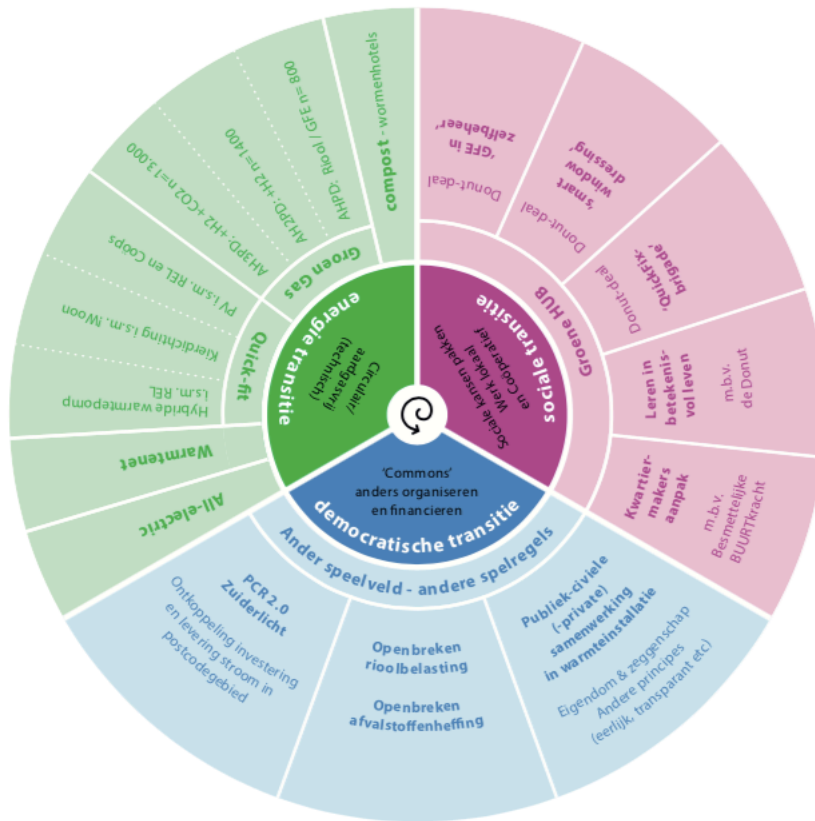 energie transitie
Circulair/
aardgasvrij
(technisch)
Groen Gas
compost - wormenhotels
AHPD: Riool / GFE n= 800
AH2PD: +H2 n=1400
AH3PD: +H2 +CO2 n=13.000
Quick-fit
PV i.s.m. REL en Coöps
Kierdichting i.s.m. !Woon
Hybride warmtepomp
i.s.m. REL
Warmtenet
All-electric
sociale transitie
Sociale kansen pakken
Werk lokaal
en Coöperatief
Groene HUB
'GFE in
zelfbeheer'
Donut-deal
'smart
window
dressing'
Donut-deal
'QuickFix-
brigade'
Donut-deal
Leren in
betekenis-
vol leven
m.b.v.
de Donut
Kwartier-
makers
aanpak
m.b.v.
Besmettelijke
BUURTkracht
'Commons'
anders organiseren
en financieren
democratische transitie
Ander speelveld - andere spelregels
PCR 2.0
Zuiderlicht
Ontkoppeling investering
en levering stroom in
postcodegebied
Openbreken
rioolbelasting
Openbreken
afvalstoffenheffing
Publiek-civiele
(-private)
samenwerking
in warmteinstallatie
Eigendom & zeggenschap
Andere principes
(eerlijk, transparant etc)